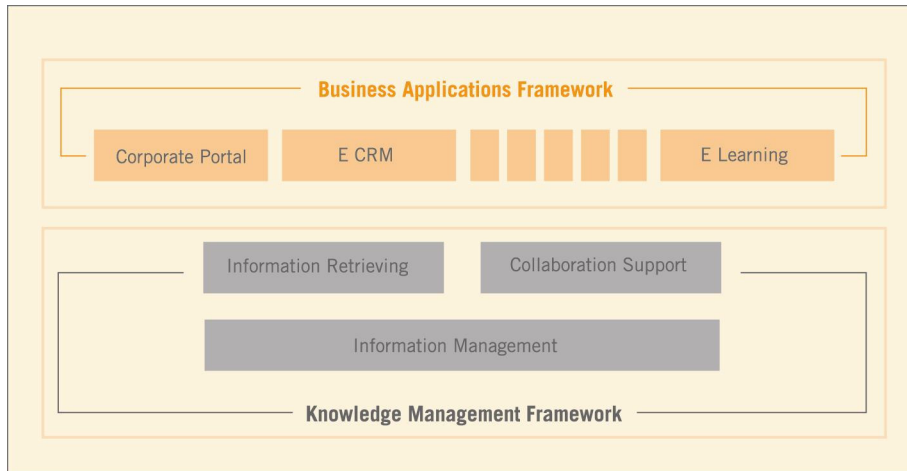 Business Applications Framework
Corporate Portal
E CRM
E Learning
Information Retrieving
Collaboration Support
Information Management
Knowledge Management Framework